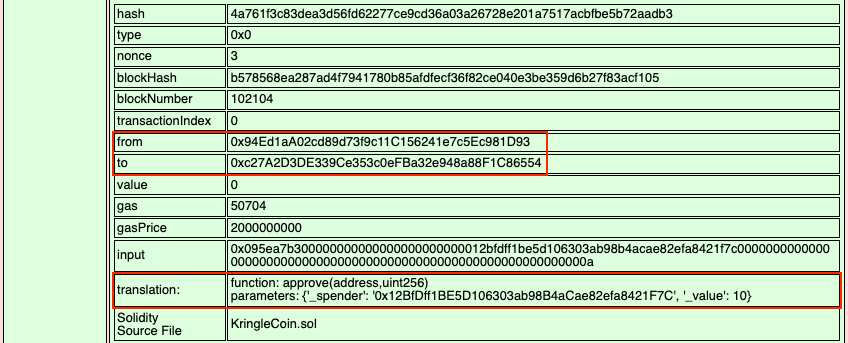 hash 4a761f3c83dea3d56fd62277ce9cd36a03a26728e201a7517acbfbe5b72aadb3
type 0x0
nonce 3
blockHash b578568ea287ad4f7941780b85afdfecf36f82ce040e3be359d6b27f83acf105
blockNumber 102104
transactionIndex 0
from 0x94Ed1aA02cd89d73f9c11C156241e7c5Ec981D93
to 0xc27A2D3DE339Ce353c0eFBa32e948a88F1C86554
value 0
gas 50704
gasPrice 2000000000
input 0x095ea7b300000000000000000000000012bfdff1be5d106303ab98b4acae82efa8421f7c0000000000000
00000000000000000000000000000000000000000000000000a
translation: function: approve(address,uint256)
parameters: {'_spender': '0x12BfDff1BE5D106303ab98B4aCae82efa8421F7C', '_value': 10}
Solidity
Source File KringleCoin.sol